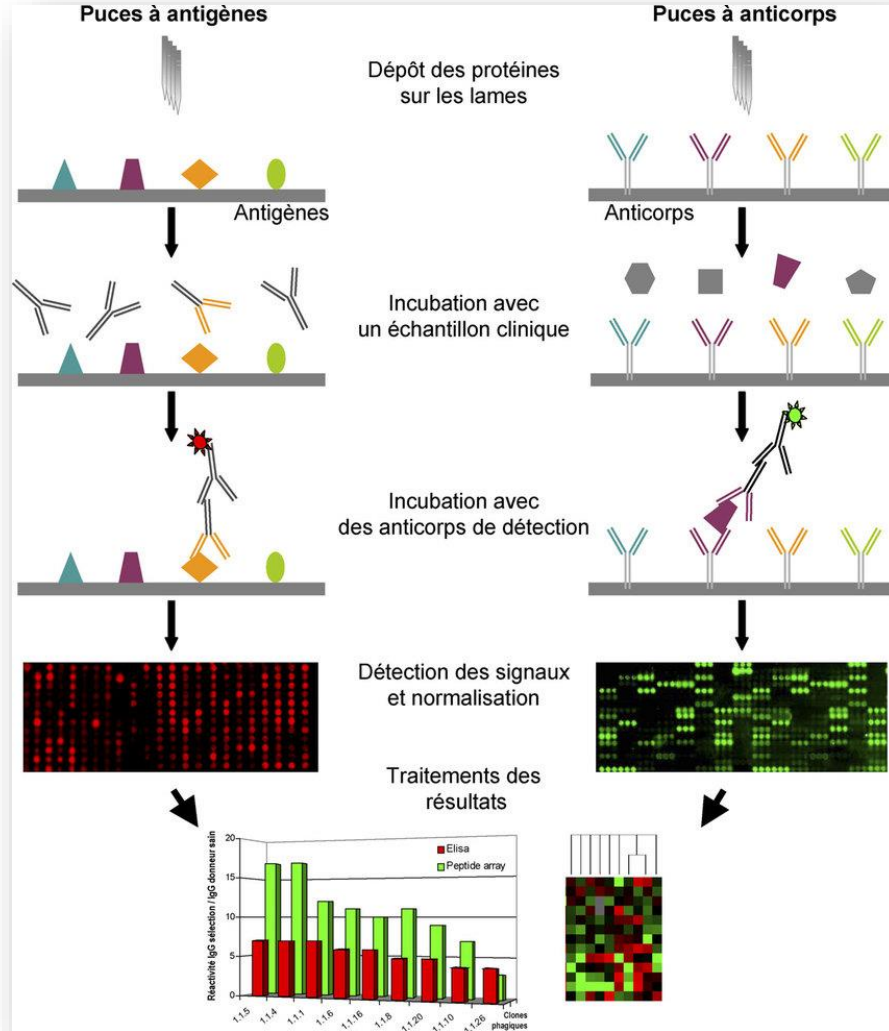 Puces à antigènes
Puces à anticorps
Dépôt des protéines
sur les lames
Antigènes
Anticorps
Incubation avec
un échantillon clinique
Incubation avec
des anticorps de détection
Détection des signaux
et normalisation
Traitements des
résultats
Réactivité IgG sélection / IgG donneur sain
20
15
10
5
0
Elisa
Peptide array
1.1.5
1.1.4
1.1.1
1.1.6
1.1.16
1.1.8
1.1.20
1.1.10
1.1.26
Clones
phagiques